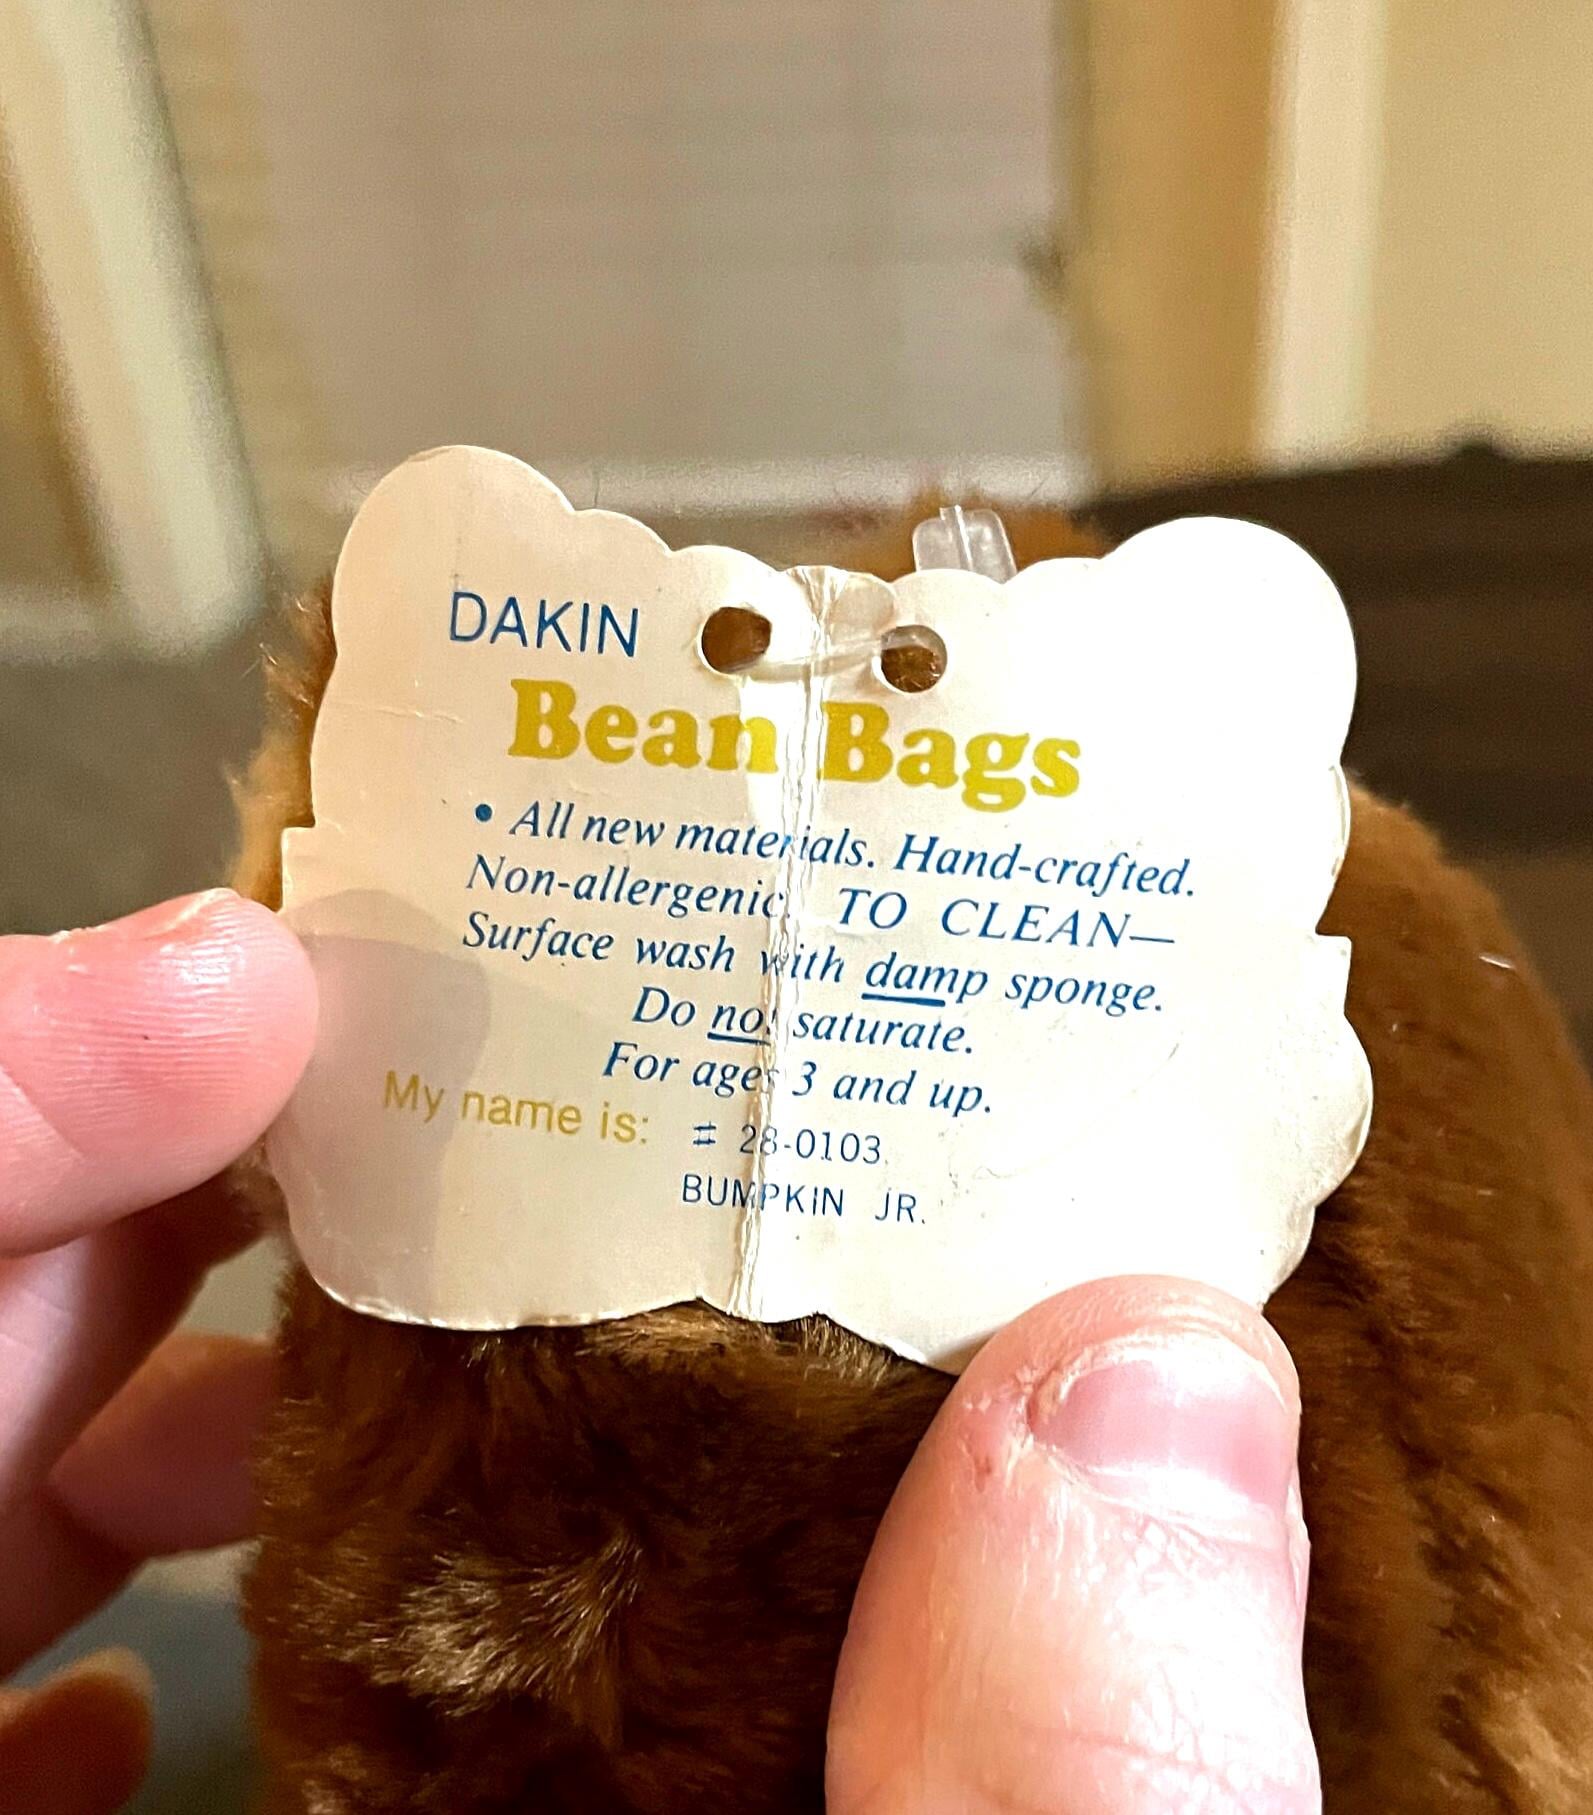 DAKIN
Bean Bags
• All new materials. Hand-crafted.
Non-allergenic. TO CLEAN—
Surface wash with damp sponge.
Do not saturate.
For ages 3 and up.
My name is: # 28-0103
BUMPKIN JR.